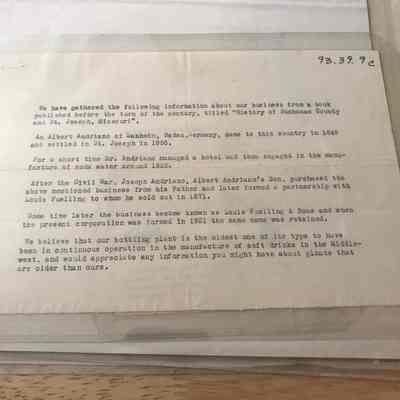 93.39.9c
We have gathered the following information about our business from a book
published before the turn of the century, titled "History of Buchanan County
and St. Joseph, Missouri".
An Albert Andriano of Manheim, Baden, Germany, came to this country in
and settled in St. Joseph in
For a short time Mr. Andriano managed a hotel and then engaged in the manu-
facture of soda water around
After the Civil War, Joseph Andriano, Albert Andriano's Son, purchased the
above mentioned business from his Father and later formed a partnership with
Louis Fuelling to whom he sold out in 1871.
Some time later the business became known as Louis Fuelling & Sons and when
the present corporation was formed in 1921 the same name was retained.
We believe that our bottling plant is the oldest one of its type to have
been in continuous operation in the manufacture of soft drinks in the Middle-
west, and would appreciate any information you might have about plants that
are older than ours.